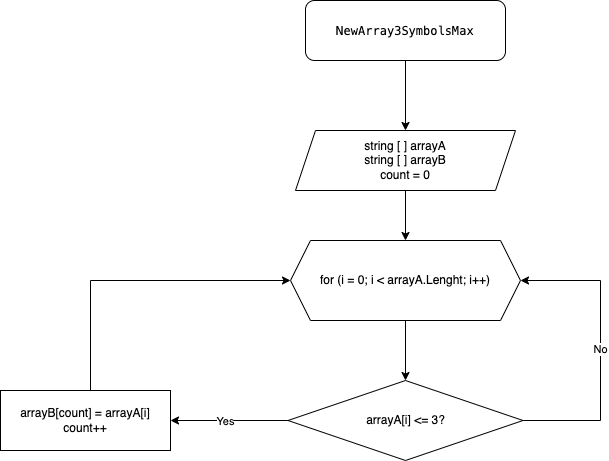 NewArray3SymbolsMax
string [ ] arrayA
string [ ] arrayB
count = 0
for (i = 0; i < arrayA.Lenght; i++)
No
arrayA[i] <= 3?
Yes
arrayB[count] = arrayA[i]
count++